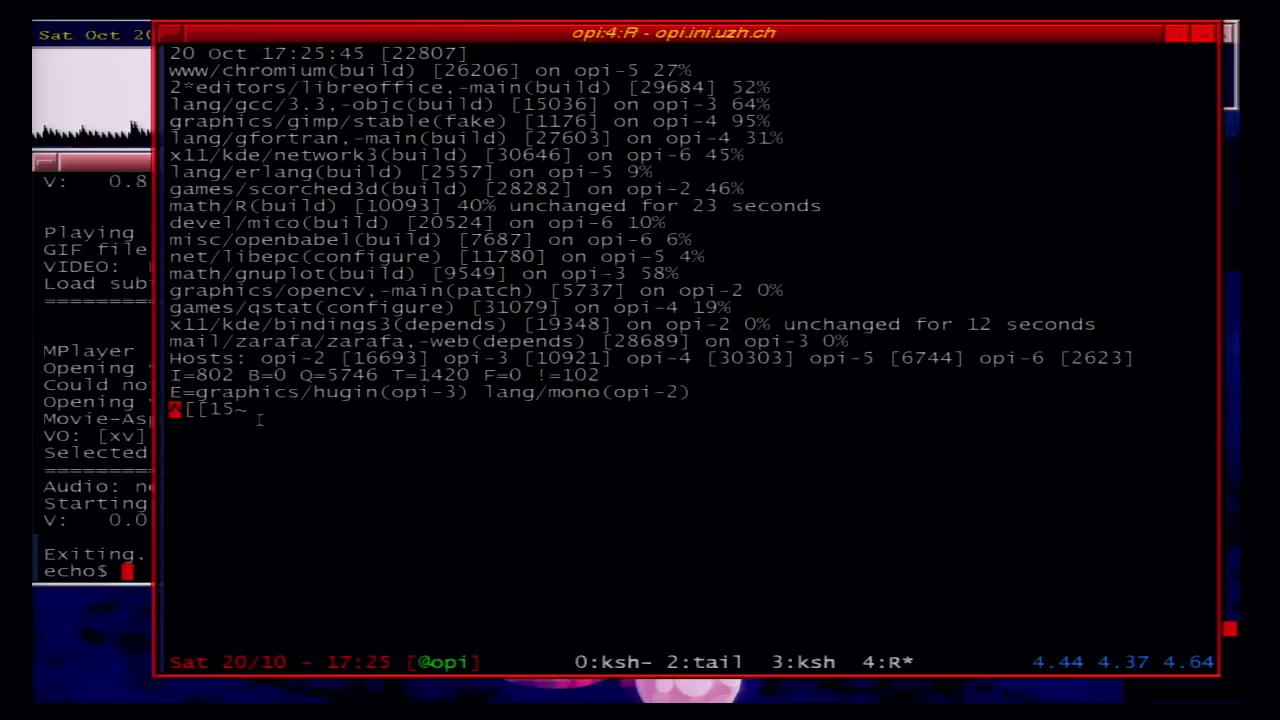 Sat Oct 20
opi:4:R - opi.ini.uzh.ch
20 Oct 17:25:45 [22807]
www/chromium(build) [26206] on opi-5 27%
2*editors/libreoffice,-main(build) [29684] 52%
lang/gcc/3.3,-objc(build) [15036] on opi-3 64%
graphics/gimp/stable(fake) [1176] on opi-4 95%
lang/gfortran,-main(build) [27603] on opi-4 31%
x11/kde/network3(build) [30646] on opi-6 45%
lang/erlang(build) [2557] on opi-5 9%
games/scorched3d(build) [28282] on opi-2 46%
math/R(build) [10093] 40% unchanged for 23 seconds
devel/mico(build) [20524] on opi-6 10%
misc/openbabel(build) [7687] on opi-6 6%
net/libepc(configure) [11780] on opi-5 4%
math/gnuplot(build) [9549] on opi-3 58%
graphics/opencv,-main(patch) [5737] on opi-2 0%
games/qstat(configure) [31079] on opi-4 19%
x11/kde/bindings3(depends) [19348] on opi-2 0% unchanged for 12 seconds
mail/zarafa/zarafa,-web(depends) [28689] on opi-3 0%
Hosts: opi-2 [16693] opi-3 [10921] opi-4 [30303] opi-5 [6744] opi-6 [2623]
I=802 B=0 Q=5746 T=1420 F=0 !=102
E=graphics/hugin(opi-3) lang/mono(opi-2)
^[[15~
Sat 20/10 - 17:25 [@opi] 0:ksh- 2:tail 3:ksh 4:R* 4.44 4.37 4.64
V: 0.8
Playing
GIF file
VIDEO:
Load sub
MPlayer
Opening
Could no
Opening
Movie-Asp
VO: [xv]
Selected
Audio: no
Starting
V: 0.0
Exiting.
echo$